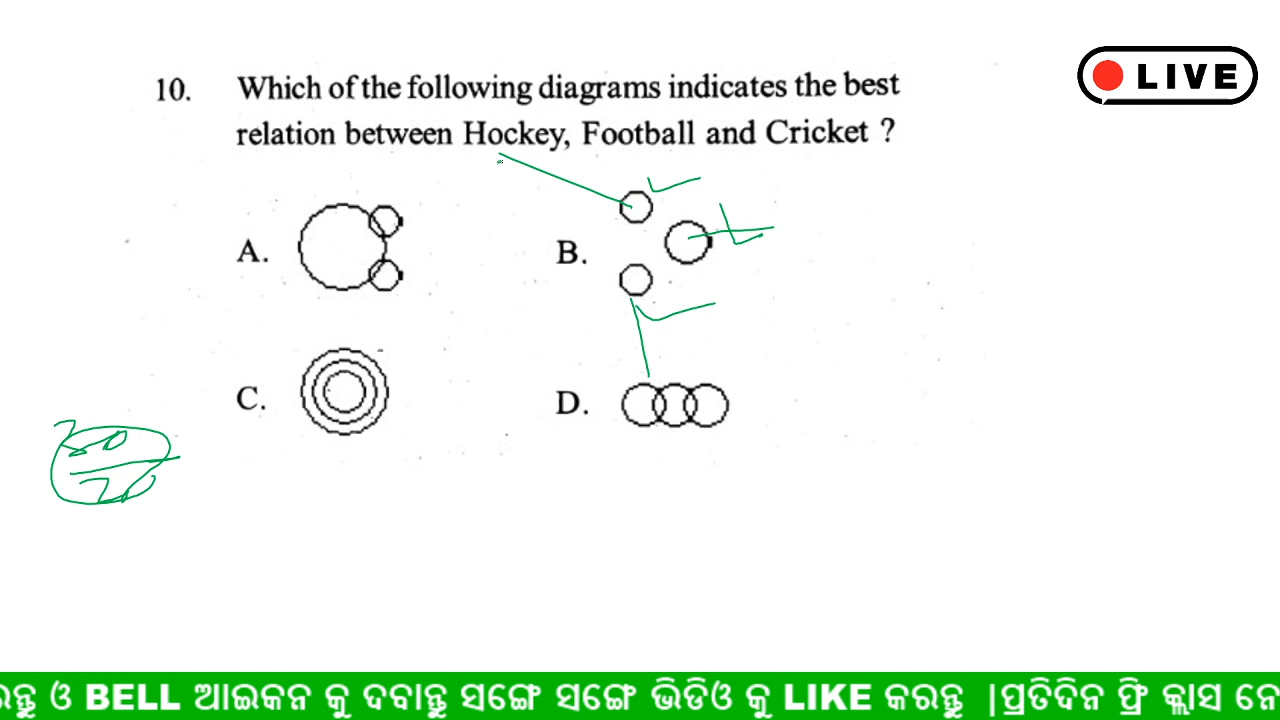 LIVE
10. Which of the following diagrams indicates the best
relation between Hockey, Football and Cricket ?
A.
B.
C.
D.
ଓ BELL ଆଇକନ କୁ ଦବାନ୍ତୁ ସଙ୍ଗେ ସଙ୍ଗେ ଭିଡିଓ କୁ LIKE କରନ୍ତୁ |ପ୍ରତିଦିନ ଫ୍ରି କ୍ଲାସ